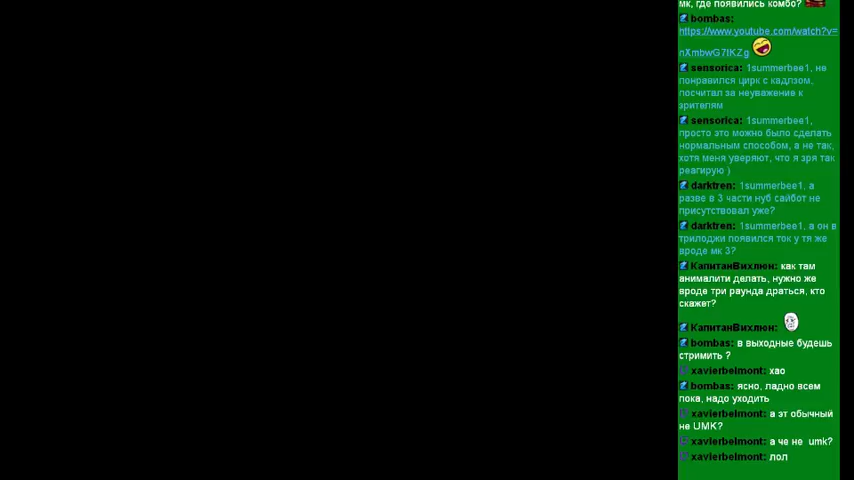 мк, где появились комбо?
bombas:
https://www.youtube.com/watch?v=
nXmbwG7tKZg
sensorica: 1summerbee1, не
понравился цирк с кадлзом,
посчитал за неуважение к
зрителям
sensorica: 1summerbee1,
просто это можно было сделать
нормальным способом, а не так,
хотя меня уверяют, что я зря так
реагирую )
darktren: 1summerbee1, а
разве в 3 части нуб сайбот не
присутствовал уже?
darktren: 1summerbee1, а он в
трилоджи появился ток у тя же
вроде мк 3?
КапитанВихлюн: как там
анималити делать, нужно же
вроде три раунда драться, кто
скажет?
КапитанВихлюн:
bombas: в выходные будешь
стримить ?
xavierbelmont: хао
bombas: ясно, ладно всем
пока, надо уходить
xavierbelmont: а эт обычный
не UMK?
xavierbelmont: а че не umk?
xavierbelmont: лол